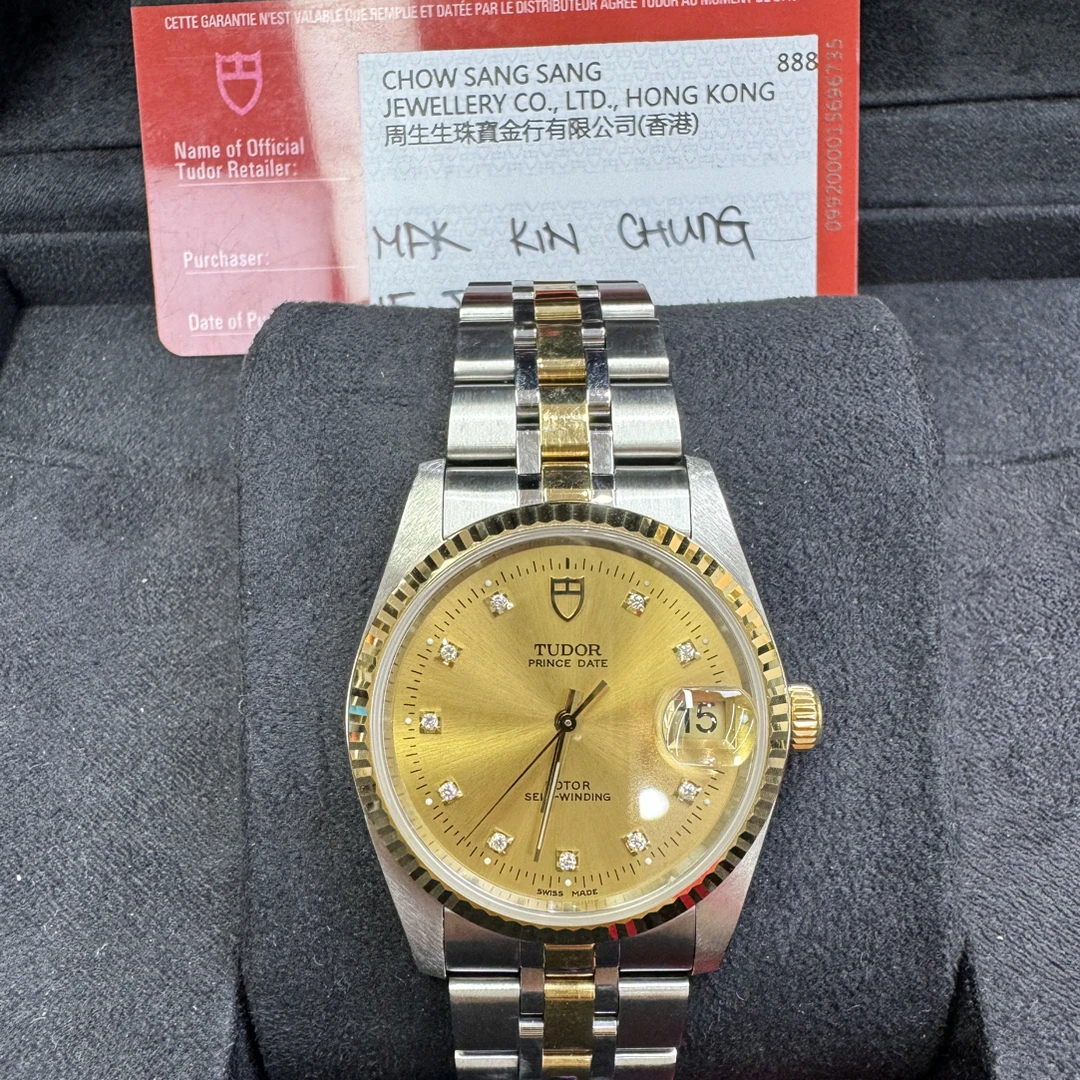 CETTE GARANTIE N'EST VALABLE QUE REMPLIE ET DATÉE PAR LE DISTRIBUTEUR AGRÉÉ TUDOR AU MOMENT DE
CHOW SANG SANG
888
JEWELLERY CO., LTD., HONG KONG
周生生珠寶金行有限公司(香港)
Name of Official
Tudor Retailer:
Purchaser:
MAK KIN CHUNG
Date of
TUDOR
PRINCE DATE
15
ROTOR
SELF-WINDING
SWISS MADE